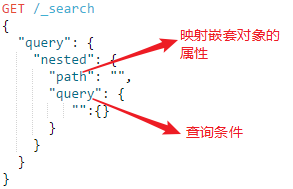 GET /_search
{
"query": {
"nested": {
"path": "",
"query": {
"":{}
}
}
}
}
映射嵌套对象的
属性
查询条件